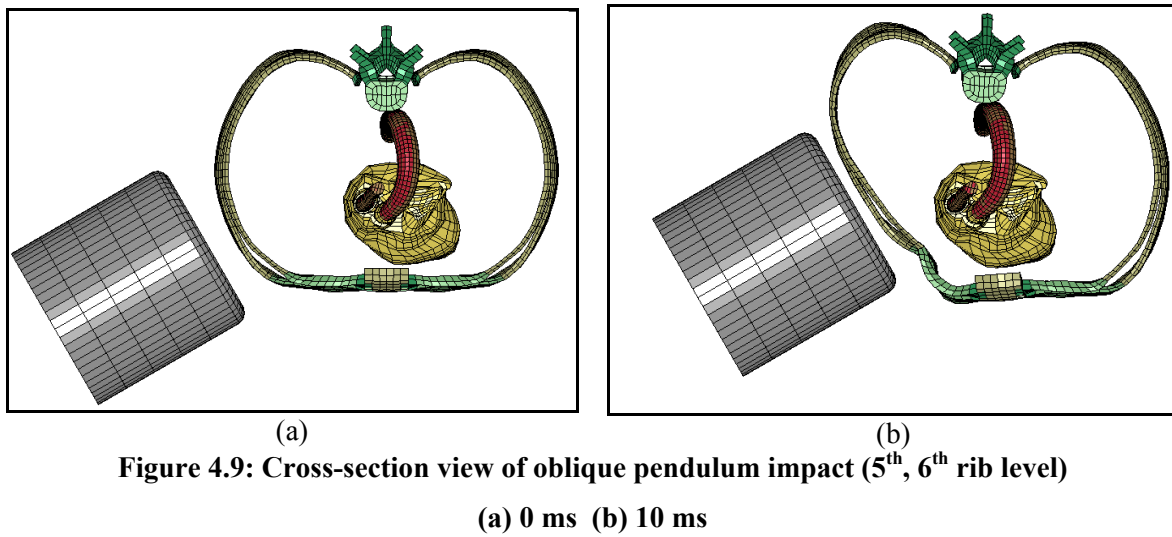 (a)
(b)
Figure 4.9: Cross-section view of oblique pendulum impact (5th, 6th rib level)
(a) 0 ms (b) 10 ms